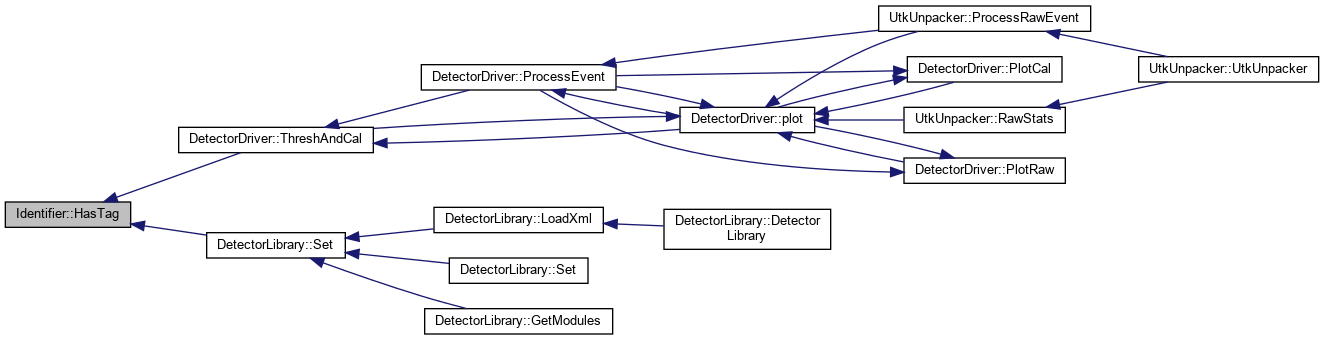 UtkUnpacker::ProcessRawEvent
DetectorDriver::ProcessEvent
DetectorDriver::PlotCal
UtkUnpacker::UtkUnpacker
DetectorDriver::plot
UtkUnpacker::RawStats
DetectorDriver::ThreshAndCal
DetectorDriver::PlotRaw
Identifier::HasTag
DetectorLibrary::LoadXml
DetectorLibrary::Detector
Library
DetectorLibrary::Set
DetectorLibrary::Set
DetectorLibrary::GetModules